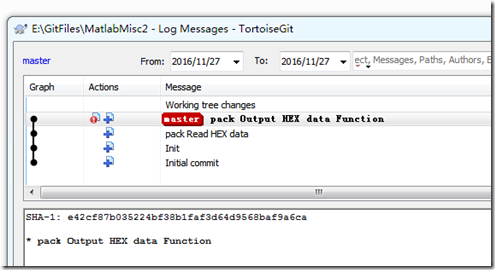 E:\GitFiles\MatlabMisc2 - Log Messages - TortoiseGit
master From: 2016/11/27 To: 2016/11/27 ect, Messages, Paths, Authors, E
Graph Actions Message
Working tree changes
master pack Output HEX data Function
pack Read HEX data
Init
Initial commit
SHA-1: e42cf87b035224bf38b1faf3d64d9568baf9a6ca
* pack Output HEX data Function